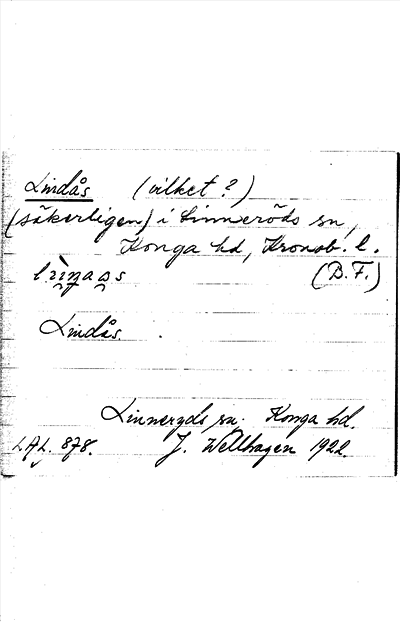 Lindås (vilket?)
(säkerligen) i Linneröds sn,
Konga hd, Kronob. l.
(B.F.)
Lindås.
Linneryds sn. Konga hd.
LAL. 878. J. Wellhagen 1922.